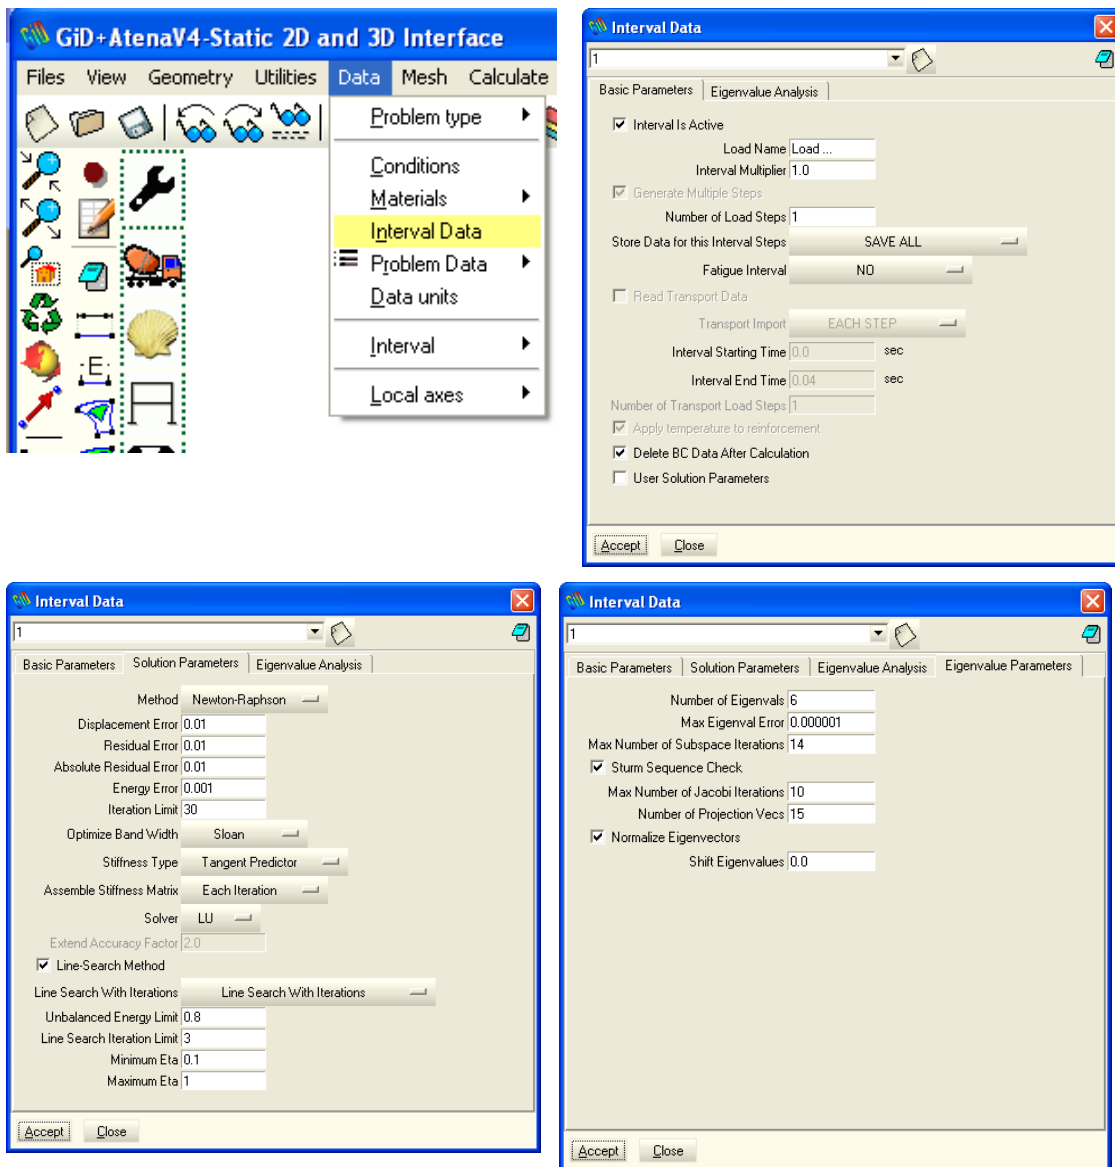 GiD+AtenaV4-Static 2D and 3D Interface
Files View Geometry Utilities Data Mesh Calculate
Problem type
Conditions
Materials
Interval Data
Problem Data
Data units
Interval
Local axes
E
Interval Data
1
Basic Parameters Eigenvalue Analysis
Interval Is Active
Load Name Load ...
Interval Multiplier 1.0
Generate Multiple Steps
Number of Load Steps 1
Store Data for this Interval Steps SAVE ALL
Fatigue Interval NO
Read Transport Data
Transport Import EACH STEP
Interval Starting Time 0.0 sec
Interval End Time 0.04 sec
Number of Transport Load Steps 1
Apply temperature to reinforcement
Delete BC Data After Calculation
User Solution Parameters
Accept Close
Interval Data
1
Basic Parameters Solution Parameters Eigenvalue Analysis
Method Newton-Raphson
Displacement Error 0.01
Residual Error 0.01
Absolute Residual Error 0.01
Energy Error 0.001
Iteration Limit 30
Optimize Band Width Sloan
Stiffness Type Tangent Predictor
Assemble Stiffness Matrix Each Iteration
Solver LU
Extend Accuracy Factor 2.0
Line-Search Method
Line Search With Iterations Line Search With Iterations
Unbalanced Energy Limit 0.8
Line Search Iteration Limit 3
Minimum Eta 0.1
Maximum Eta 1
Accept Close
Interval Data
1
Basic Parameters Solution Parameters Eigenvalue Analysis Eigenvalue Parameters
Number of Eigenvals 6
Max Eigenval Error 0.000001
Max Number of Subspace Iterations 14
Sturm Sequence Check
Max Number of Jacobi Iterations 10
Number of Projection Vecs 15
Normalize Eigenvectors
Shift Eigenvalues 0.0
Accept Close